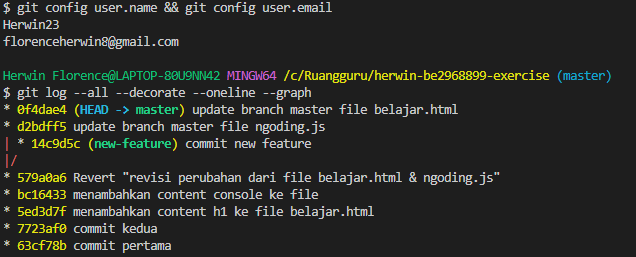 $ git config user.name && git config user.email
Herwin23
florenceherwin8@gmail.com
Herwin Florence@LAPTOP-80U9NN42 MINGW64 /c/Ruangguru/herwin-be2968899-exercise (master)
$ git log --all --decorate --oneline --graph
* 0f4dae4 (HEAD -> master) update branch master file belajar.html
* d2bdff5 update branch master file ngoding.js
| * 14c9d5c (new-feature) commit new feature
|/
* 579a0a6 Revert "revisi perubahan dari file belajar.html & ngoding.js"
* bc16433 menambahkan content console ke file
* 5ed3d7f menambahkan content h1 ke file belajar.html
* 7723af0 commit kedua
* 63cf78b commit pertama